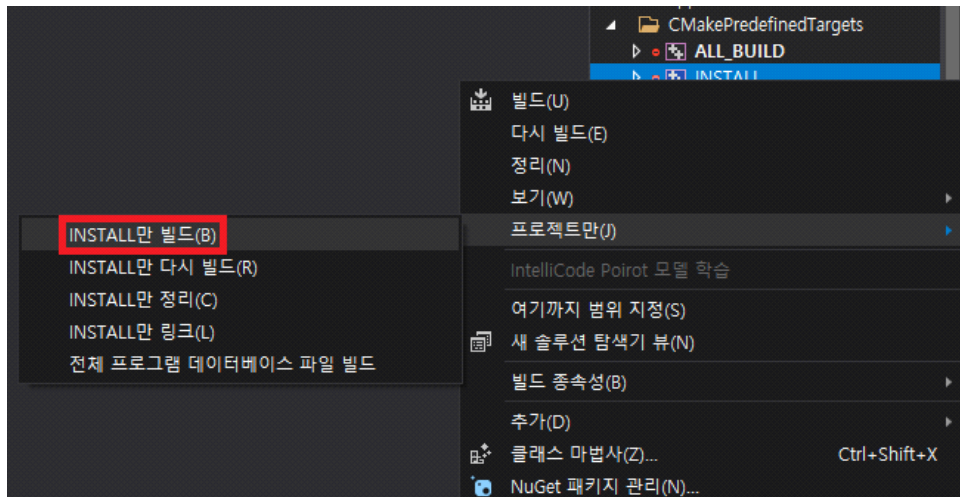 CMakePredefinedTargets
ALL_BUILD
INSTALL
빌드(U)
다시 빌드(E)
정리(N)
보기(W)
프로젝트만(J)
INSTALL만 빌드(B)
INSTALL만 다시 빌드(R)
INSTALL만 정리(C)
INSTALL만 링크(L)
전체 프로그램 데이터베이스 파일 빌드
IntelliCode Poirot 모델 학습
여기까지 범위 지정(S)
새 솔루션 탐색기 뷰(N)
빌드 종속성(B)
추가(D)
클래스 마법사(Z)... Ctrl+Shift+X
NuGet 패키지 관리(N)...